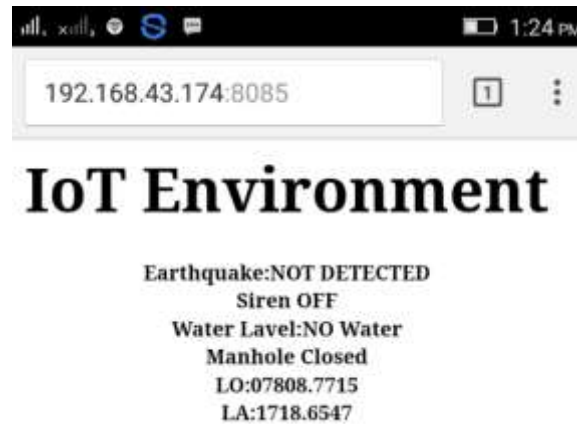 1:24 PM
192.168.43.174:8085
1
IoT Environment
Earthquake:NOT DETECTED
Siren OFF
Water Lavel:NO Water
Manhole Closed
LO:07808.7715
LA:1718.6547